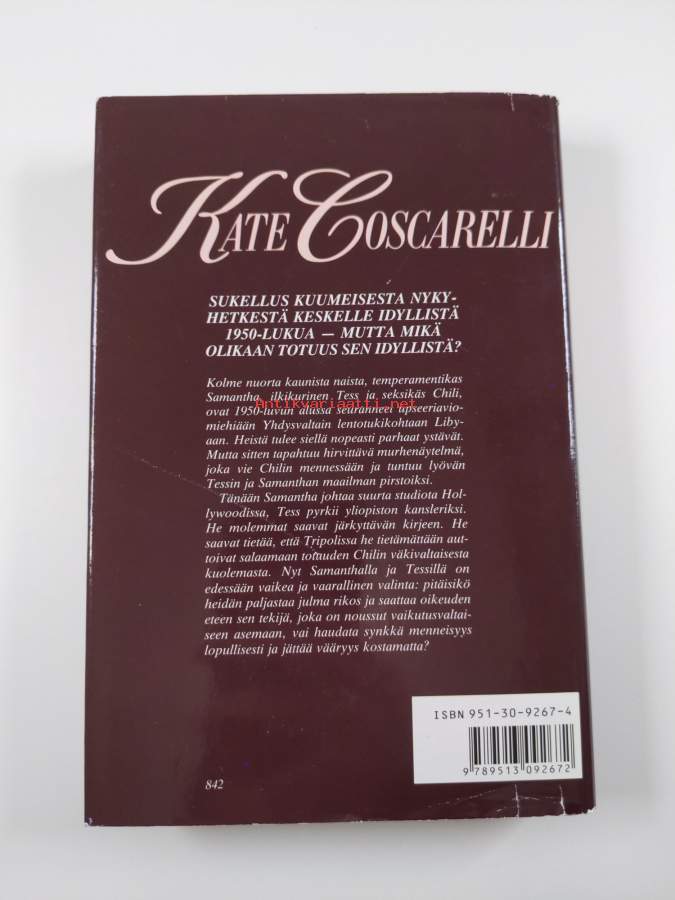 KATE COSCARELLI
SUKELLUS KUUMEISESTA NYKY-
HETKESTÄ KESKELLE IDYLLISTÄ
1950-LUKUA — MUTTA MIKÄ
OLIKAAN TOTUUS SEN IDYLLISTÄ?
Kolme nuorta kaunista naista, temperamentikas
Samantha, ilkikurinen Tess ja seksikäs Chili,
Antikvariaatti.net
ovat 1950-luvun alussa seuranneet upseeriavio-
miehiään Yhdysvaltain lentotukikohtaan Liby-
aan. Heistä tulee siellä nopeasti parhaat ystävät.
Mutta sitten tapahtuu hirvittävä murhenäytelmä,
joka vie Chilin mennessään ja tuntuu lyövän
Tessin ja Samanthan maailman pirstoiksi.
Tänään Samantha johtaa suurta studiota Hol-
lywoodissa, Tess pyrkii yliopiston kansleriksi.
He molemmat saavat järkyttävän kirjeen. He
saavat tietää, että Tripolissa he tietämättään aut-
toivat salaamaan totuuden Chilin väkivaltaisesta
kuolemasta. Nyt Samanthalla ja Tessillä on
edessään vaikea ja vaarallinen valinta: pitäisikö
heidän paljastaa julma rikos ja saattaa oikeuden
eteen sen tekijä, joka on noussut vaikutusvaltai-
seen asemaan, vai haudata synkkä menneisyys
lopullisesti ja jättää vääryys kostamatta?
ISBN 951-30-9267-4
9 789513 092672
842